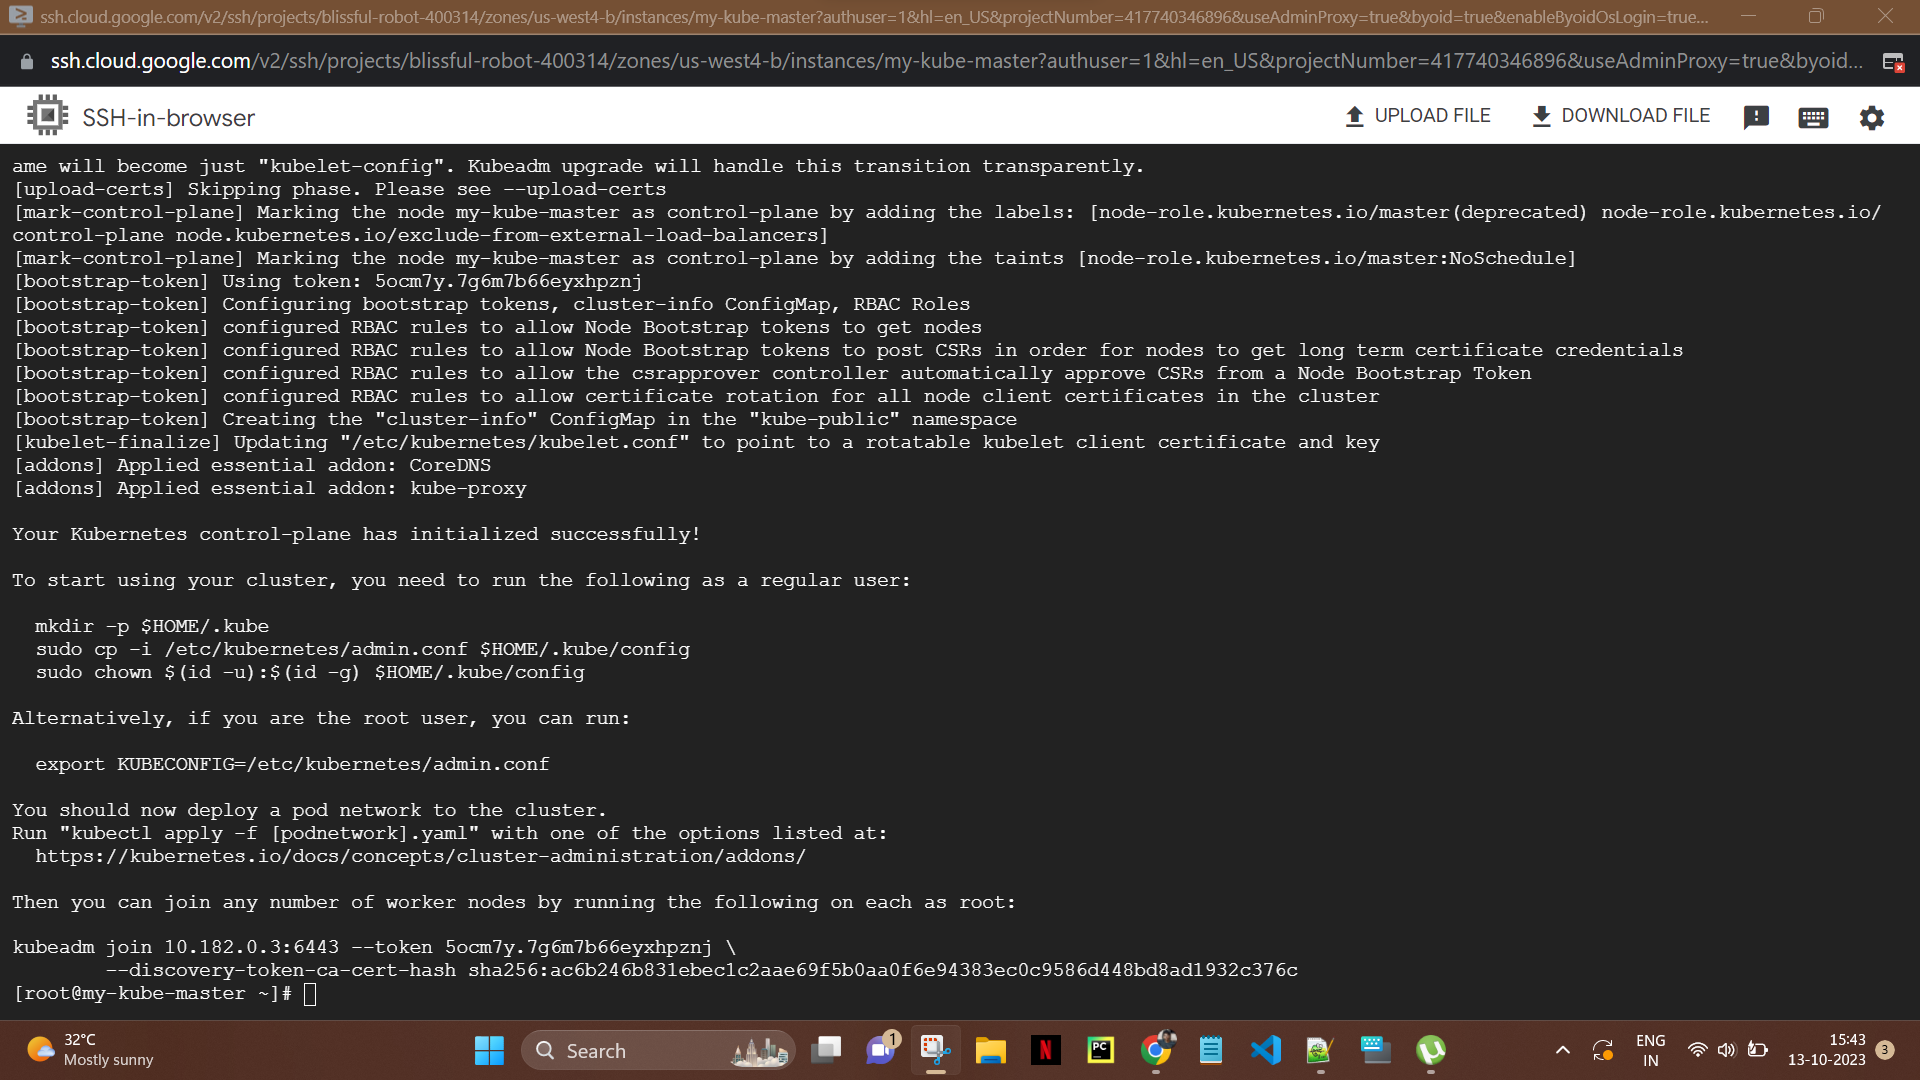 ssh.cloud.google.com/v2/ssh/projects/blissful-robot-400314/zones/us-west4-b/instances/my-kube-master?authuser=1&hl=en_US&projectNumber=417740346896&useAdminProxy=true&byoid=true&enableByoidOsLogin=true...
ssh.cloud.google.com/v2/ssh/projects/blissful-robot-400314/zones/us-west4-b/instances/my-kube-master?authuser=1&hl=en_US&projectNumber=417740346896&useAdminProxy=true&byoid...
SSH-in-browser
UPLOAD FILE
DOWNLOAD FILE
ame will become just "kubelet-config". Kubeadm upgrade will handle this transition transparently.
[upload-certs] Skipping phase. Please see --upload-certs
[mark-control-plane] Marking the node my-kube-master as control-plane by adding the labels: [node-role.kubernetes.io/master(deprecated) node-role.kubernetes.io/
control-plane node.kubernetes.io/exclude-from-external-load-balancers]
[mark-control-plane] Marking the node my-kube-master as control-plane by adding the taints [node-role.kubernetes.io/master:NoSchedule]
[bootstrap-token] Using token: 5ocm7y.7g6m7b66eyxhpznj
[bootstrap-token] Configuring bootstrap tokens, cluster-info ConfigMap, RBAC Roles
[bootstrap-token] configured RBAC rules to allow Node Bootstrap tokens to get nodes
[bootstrap-token] configured RBAC rules to allow Node Bootstrap tokens to post CSRs in order for nodes to get long term certificate credentials
[bootstrap-token] configured RBAC rules to allow the csrapprover controller automatically approve CSRs from a Node Bootstrap Token
[bootstrap-token] configured RBAC rules to allow certificate rotation for all node client certificates in the cluster
[bootstrap-token] Creating the "cluster-info" ConfigMap in the "kube-public" namespace
[kubelet-finalize] Updating "/etc/kubernetes/kubelet.conf" to point to a rotatable kubelet client certificate and key
[addons] Applied essential addon: CoreDNS
[addons] Applied essential addon: kube-proxy
Your Kubernetes control-plane has initialized successfully!
To start using your cluster, you need to run the following as a regular user:
mkdir -p $HOME/.kube
sudo cp -i /etc/kubernetes/admin.conf $HOME/.kube/config
sudo chown $(id -u):$(id -g) $HOME/.kube/config
Alternatively, if you are the root user, you can run:
export KUBECONFIG=/etc/kubernetes/admin.conf
You should now deploy a pod network to the cluster.
Run "kubectl apply -f [podnetwork].yaml" with one of the options listed at:
https://kubernetes.io/docs/concepts/cluster-administration/addons/
Then you can join any number of worker nodes by running the following on each as root:
kubeadm join 10.182.0.3:6443 --token 5ocm7y.7g6m7b66eyxhpznj \
--discovery-token-ca-cert-hash sha256:ac6b246b831ebec1c2aae69f5b0aa0f6e94383ec0c9586d448bd8ad1932c376c
[root@my-kube-master ~]#
32°C
Mostly sunny
Search
1
N
PC
ENG
IN
15:43
13-10-2023
3